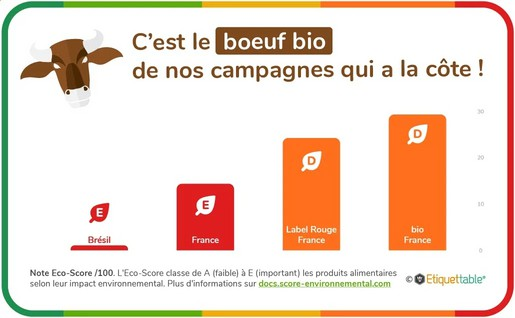 C'est le boeuf bio
de nos campagnes qui a la côte !
30
20
10
0
E
Brésil
E
France
D
Label Rouge
France
D
bio
France
Note Eco-Score /100. L'Eco-Score classe de A (faible) à E (important) les produits alimentaires
selon leur impact environnemental. Plus d'informations sur docs.score-environnemental.com
© Etiquettable